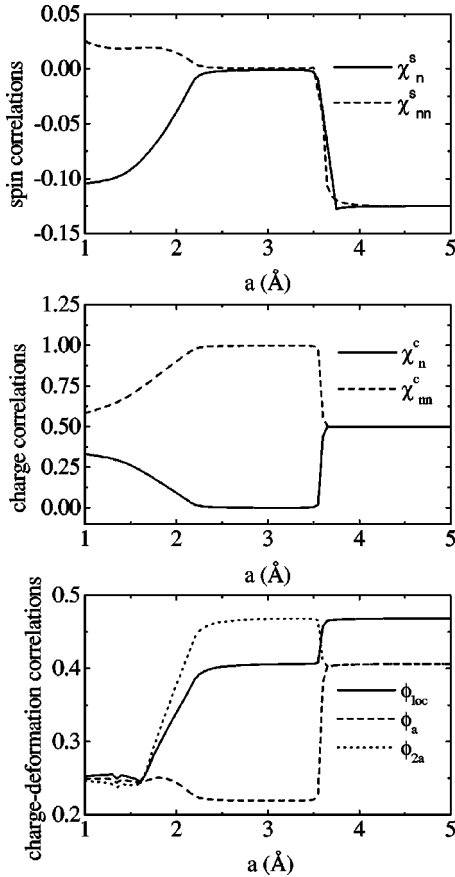 0.05
0.00
-0.05
-0.10
-0.15
spin correlations
χ^s_n
χ^s_nn
1 2 3 4 5
a (Å)
1.25
1.00
0.75
0.50
0.25
0.00
charge correlations
χ^c_n
χ^c_nn
1 2 3 4 5
a (Å)
0.5
0.4
0.3
0.2
charge-deformation correlations
ϕ_loc
ϕ_a
ϕ_2a
1 2 3 4 5
a (Å)